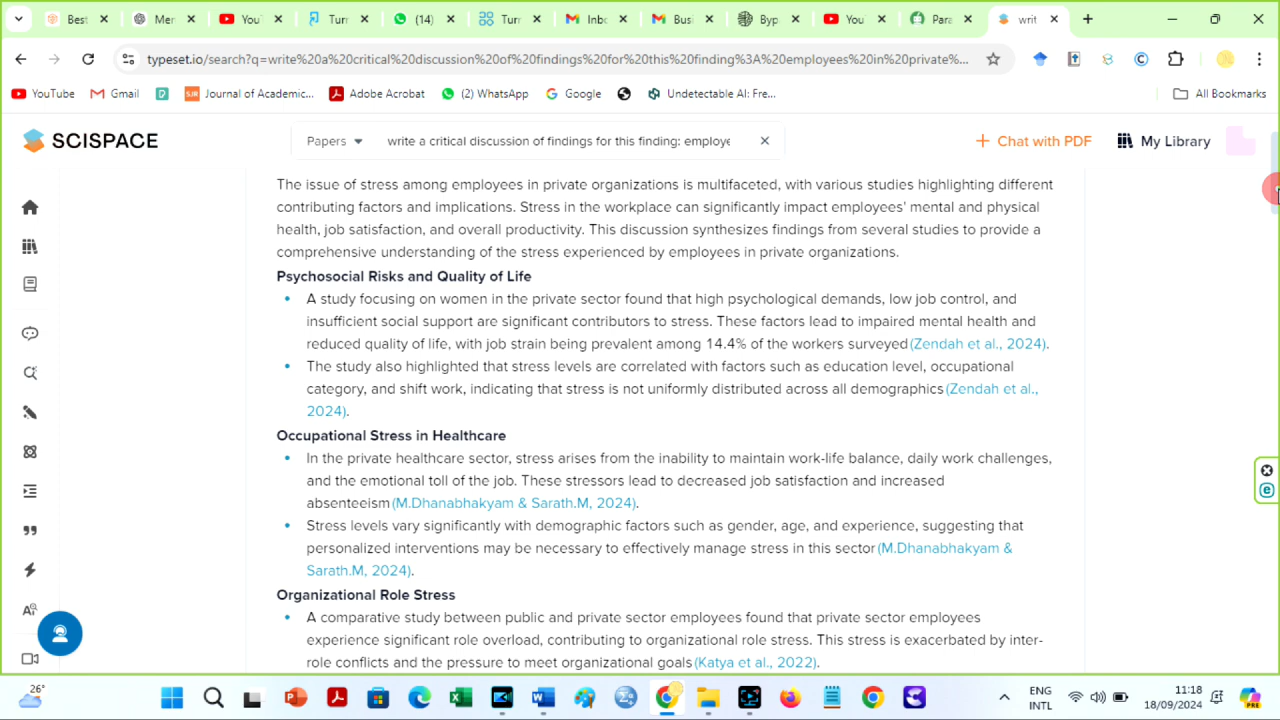 Best
Mer
YouT
Turr
(14)
Turr
Inbc
Busi
Byp
You
Para
writ
typeset.io/search?q=write%20a%20critical%20discussion%20of%20findings%20for%20this%20finding%3A%20employees%20in%20private%...
YouTube
Gmail
Journal of Academic...
Adobe Acrobat
(2) WhatsApp
Google
Undetectable AI: Fre...
All Bookmarks
SCISPACE
Papers
write a critical discussion of findings for this finding: employe
Chat with PDF
My Library
The issue of stress among employees in private organizations is multifaceted, with various studies highlighting different
contributing factors and implications. Stress in the workplace can significantly impact employees' mental and physical
health, job satisfaction, and overall productivity. This discussion synthesizes findings from several studies to provide a
comprehensive understanding of the stress experienced by employees in private organizations.
Psychosocial Risks and Quality of Life
• A study focusing on women in the private sector found that high psychological demands, low job control, and
insufficient social support are significant contributors to stress. These factors lead to impaired mental health and
reduced quality of life, with job strain being prevalent among 14.4% of the workers surveyed (Zendah et al., 2024).
• The study also highlighted that stress levels are correlated with factors such as education level, occupational
category, and shift work, indicating that stress is not uniformly distributed across all demographics (Zendah et al.,
2024).
Occupational Stress in Healthcare
• In the private healthcare sector, stress arises from the inability to maintain work-life balance, daily work challenges,
and the emotional toll of the job. These stressors lead to decreased job satisfaction and increased
absenteeism (M.Dhanabhakyam & Sarath.M, 2024).
• Stress levels vary significantly with demographic factors such as gender, age, and experience, suggesting that
personalized interventions may be necessary to effectively manage stress in this sector (M.Dhanabhakyam &
Sarath.M, 2024).
Organizational Role Stress
• A comparative study between public and private sector employees found that private sector employees
experience significant role overload, contributing to organizational role stress. This stress is exacerbated by inter-
role conflicts and the pressure to meet organizational goals (Katya et al., 2022).
26°
ENG
INTL
11:18
18/09/2024